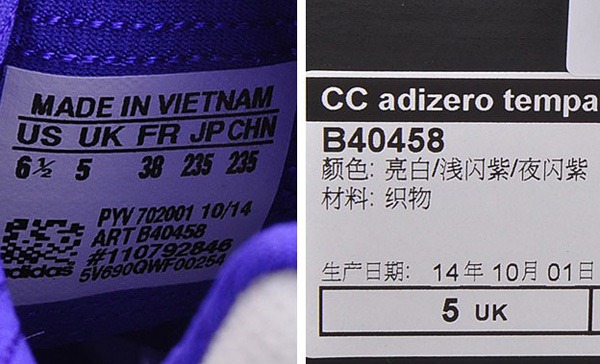 MADE IN VIETNAM
US UK FR JP CHN
6½ 5 38 235 235
PYV 702001 10/14
ART B40458
#110792846
adidas 5V690QWF00254
CC adizero tempa
B40458
颜色: 亮白/浅闪紫/夜闪紫
材料: 织物
生产日期: 14年 10月 01日
5 UK